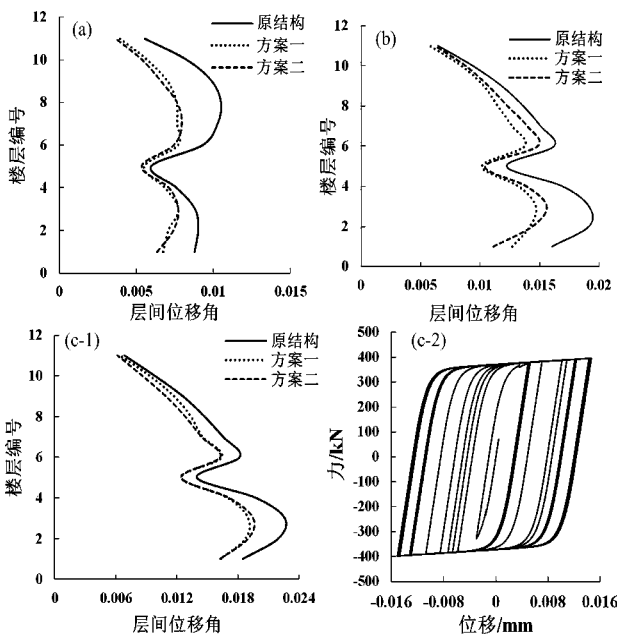 (a)
原结构
方案一
方案二
楼层编号
12
10
8
6
4
2
0
0
0.005
0.01
0.015
层间位移角
(b)
原结构
方案一
方案二
楼层编号
12
10
8
6
4
2
0
0
0.005
0.01
0.015
0.02
层间位移角
(c-1)
原结构
方案一
方案二
楼层编号
12
10
8
6
4
2
0
0
0.006
0.012
0.018
0.024
层间位移角
(c-2)
力/kN
500
400
300
200
100
0
-100
-200
-300
-400
-500
-0.016
-0.008
0
0.008
0.016
位移/mm